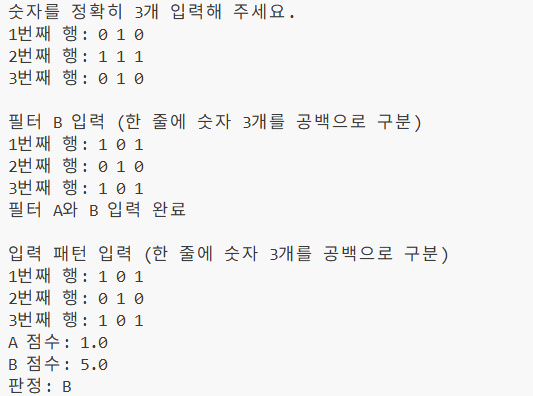 숫자를 정확히 3개 입력해 주세요.
1번째 행: 0 1 0
2번째 행: 1 1 1
3번째 행: 0 1 0
필터 B 입력 (한 줄에 숫자 3개를 공백으로 구분)
1번째 행: 1 0 1
2번째 행: 0 1 0
3번째 행: 1 0 1
필터 A와 B 입력 완료
입력 패턴 입력 (한 줄에 숫자 3개를 공백으로 구분)
1번째 행: 1 0 1
2번째 행: 0 1 0
3번째 행: 1 0 1
A 점수: 1.0
B 점수: 5.0
판정: B